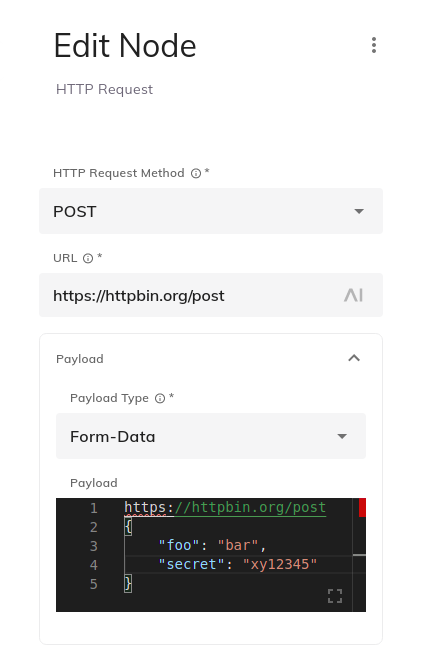 Edit Node
HTTP Request
HTTP Request Method *
POST
URL *
https://httpbin.org/post
Payload
Payload Type *
Form-Data
Payload
1 https://httpbin.org/post
2 {
3     "foo": "bar",
4     "secret": "xy12345"
5 }